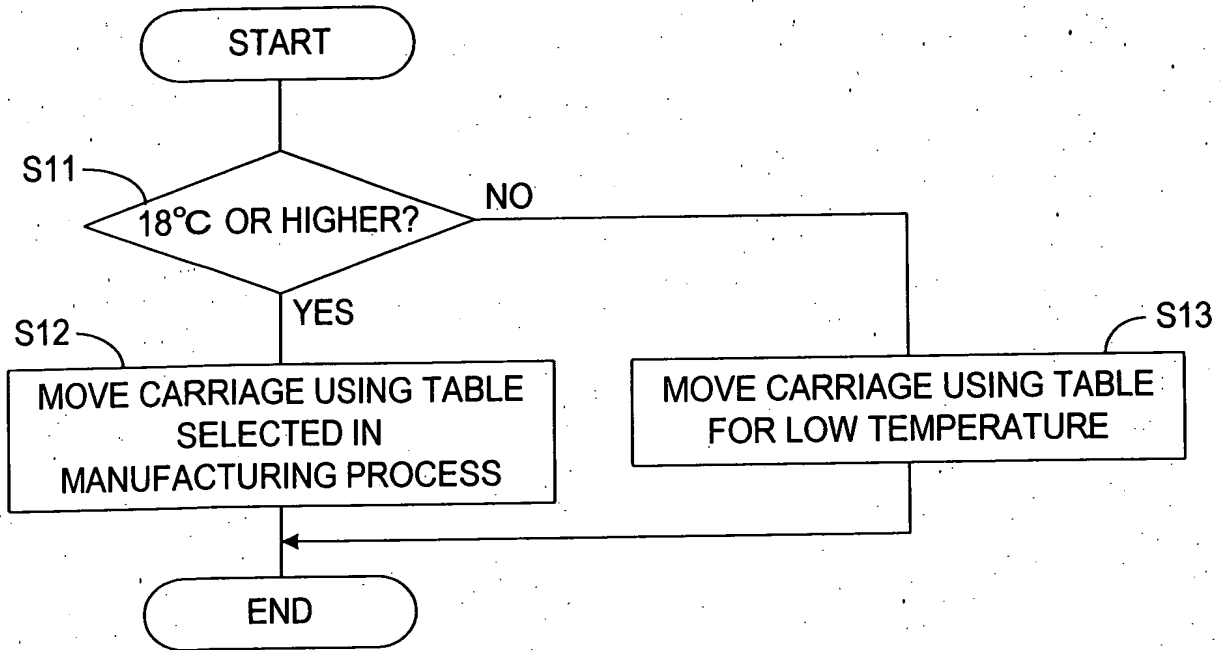 START
S11
18°C OR HIGHER?
NO
YES
S12
MOVE CARRIAGE USING TABLE
SELECTED IN
MANUFACTURING PROCESS
S13
MOVE CARRIAGE USING TABLE
FOR LOW TEMPERATURE
END